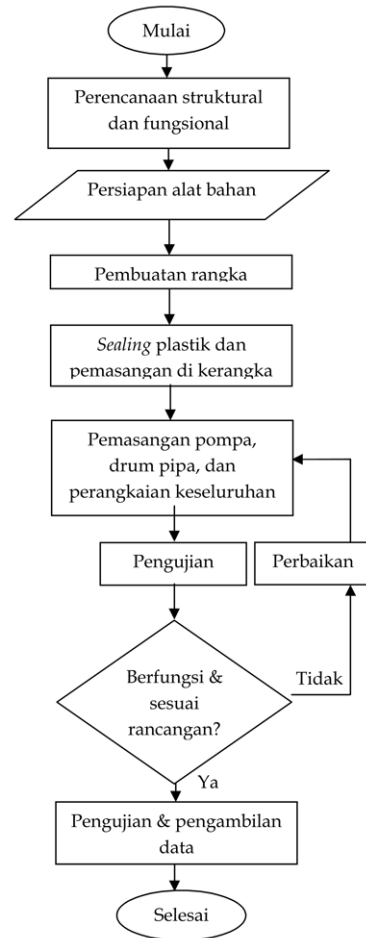 Mulai
Perencanaan struktural
dan fungsional
Persiapan alat bahan
Pembuatan rangka
Sealing plastik dan
pemasangan di kerangka
Pemasangan pompa,
drum pipa, dan
perangkaian keseluruhan
Pengujian
Perbaikan
Berfungsi &
sesuai
rancangan?
Tidak
Ya
Pengujian & pengambilan
data
Selesai